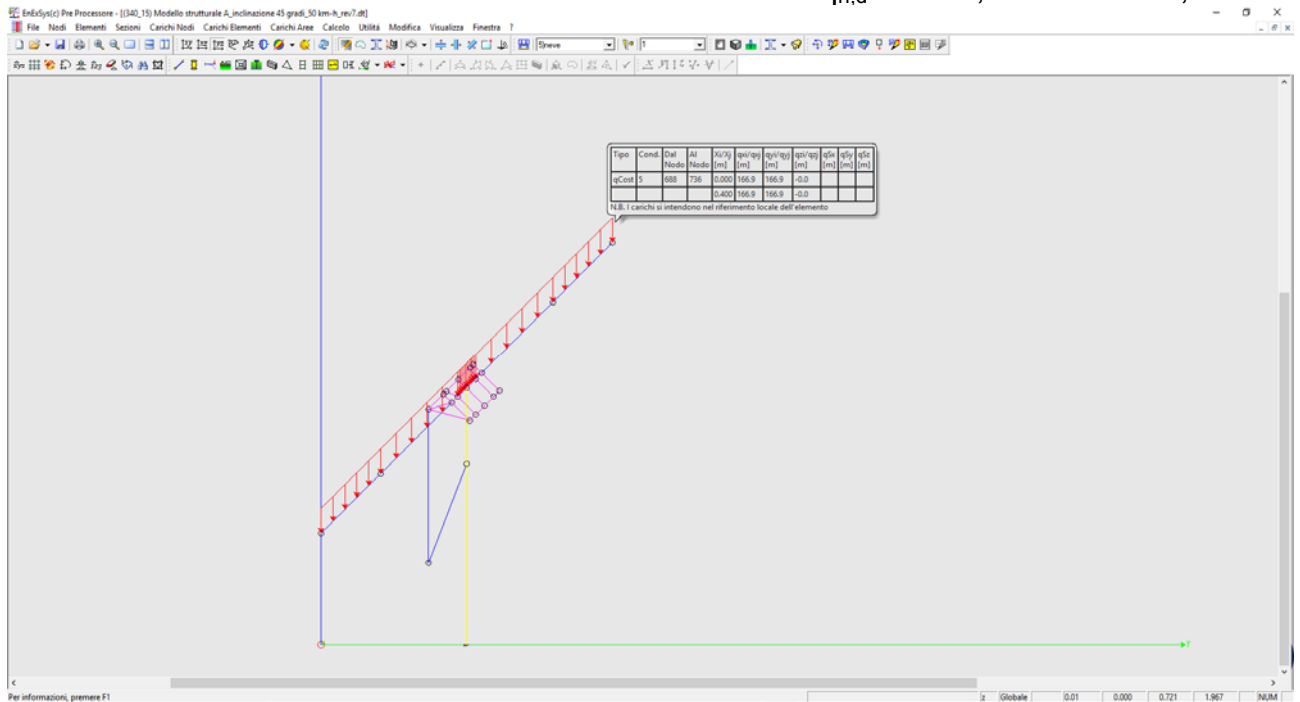 EnExSys(c) Pre Processore - [(340_15) Modello strutturale A_inclinazione 45 gradi_50 km-h_rev7.dt]
File Nodi Elementi Sezioni Carichi Nodi Carichi Elementi Carichi Aree Calcolo Utilità Modifica Visualizza Finestra ?
5)neve 1
Tipo Cond. Dal Nodo Al Nodo Xi/Xj [m] qxi/qxj [m] qyi/qyj [m] qzi/qzj [m] qSx [m] qSy [m] qSz [m]
qCost 5 688 736 0.000 166.9 166.9 -0.0
0.400 166.9 166.9 -0.0
N.B. I carichi si intendono nel riferimento locale dell'elemento
Y
Per informazioni, premere F1 z Globale 0.01 0.000 0.721 1.967 NUM